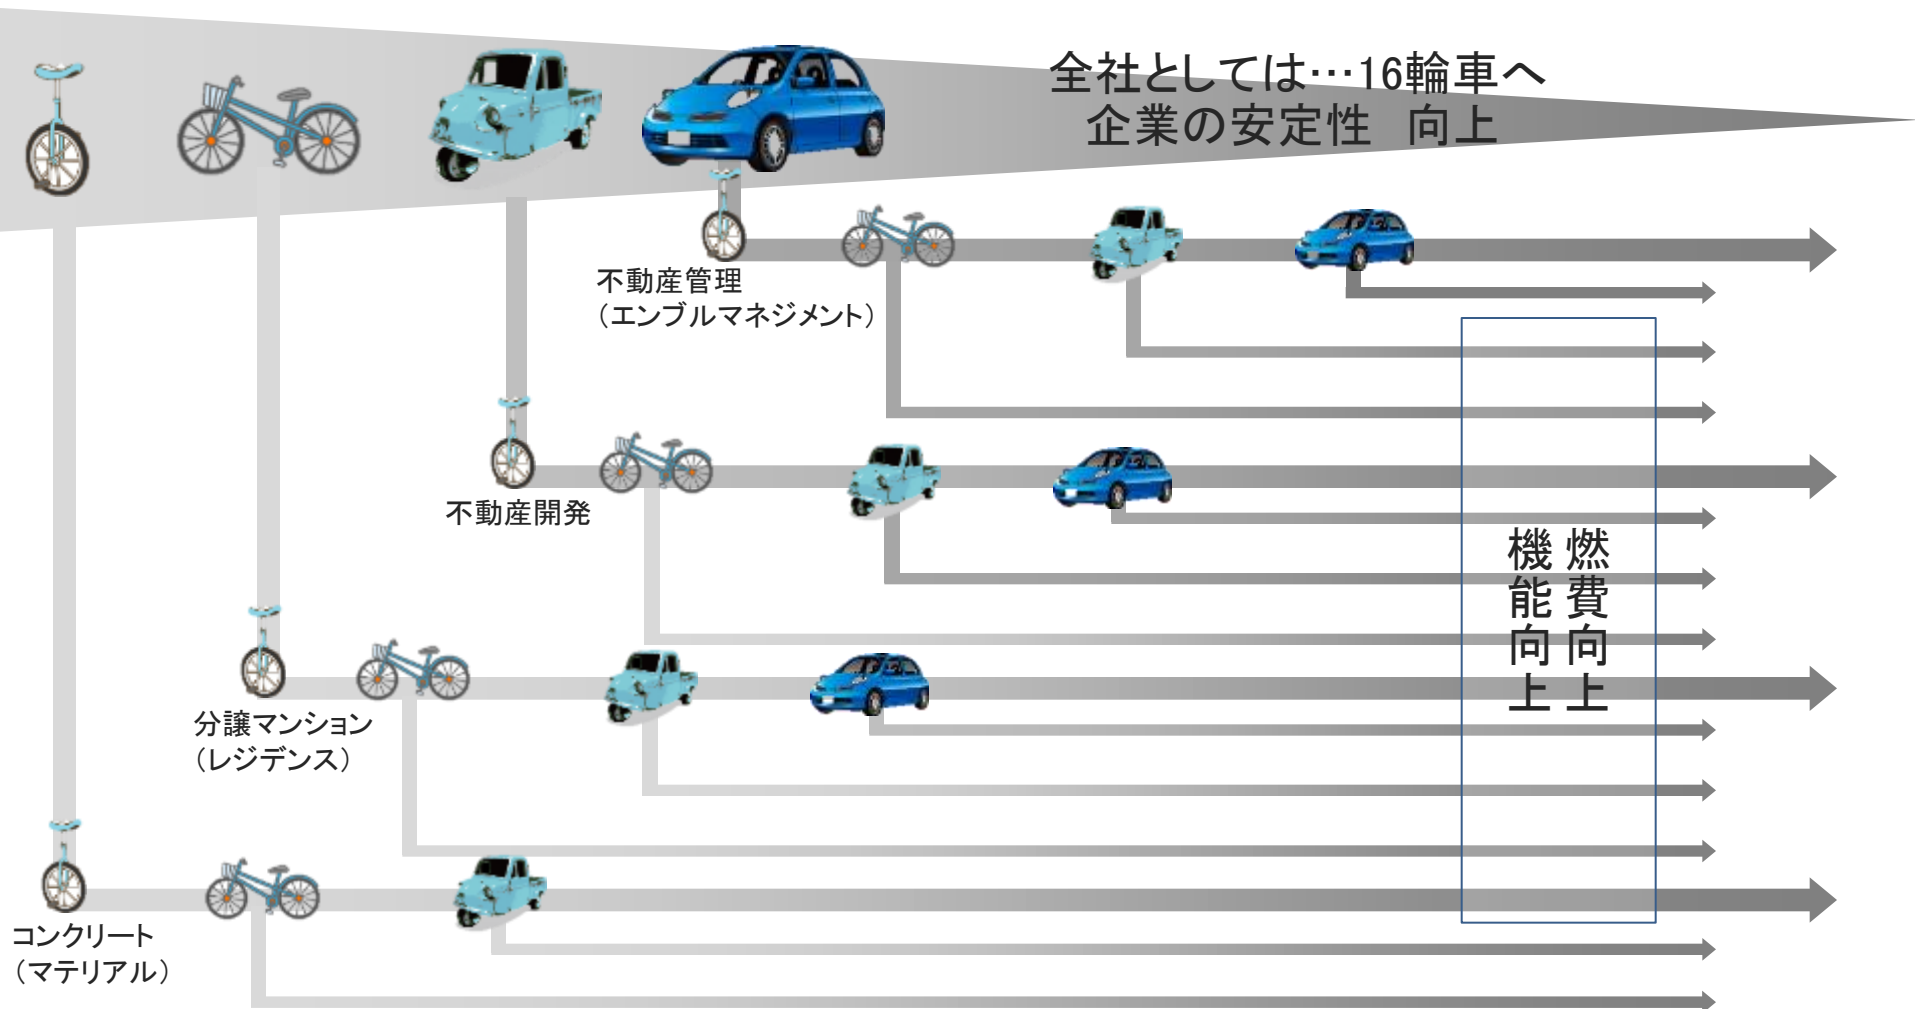 全社としては…16輪車へ
企業の安定性　向上
不動産管理
（エンブルマネジメント）
不動産開発
燃費向上
機能向上
分譲マンション
（レジデンス）
コンクリート
（マテリアル）